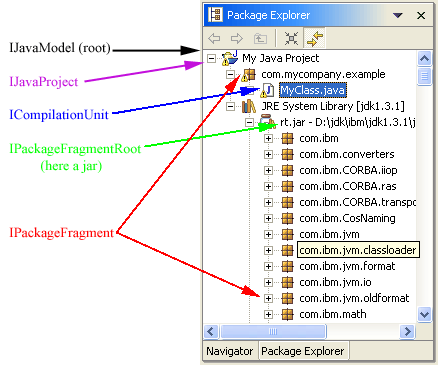 IJavaModel (root)
IJavaProject
ICompilationUnit
IPackageFragmentRoot
(here a jar)
IPackageFragment
Package Explorer
My Java Project
com.mycompany.example
MyClass.java
JRE System Library [jdk1.3.1]
rt.jar - D:\jdk\ibm\jdk1.3.1\j
com.ibm
com.ibm.converters
com.ibm.CORBA.iiop
com.ibm.CORBA.ras
com.ibm.CORBA.transpo
com.ibm.CosNaming
com.ibm.jvm
com.ibm.jvm.classloader
com.ibm.jvm.format
com.ibm.jvm.io
com.ibm.jvm.oldformat
com.ibm.math
Navigator
Package Explorer